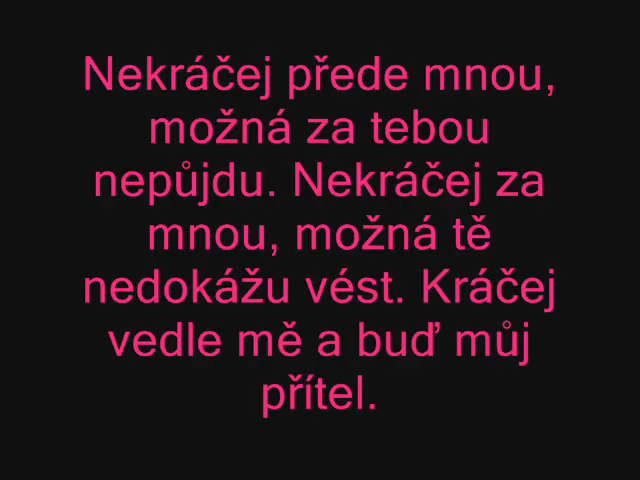 Nekráčej přede mnou,
možná za tebou
nepůjdu. Nekráčej za
mnou, možná tě
nedokážu vést. Kráčej
vedle mě a buď můj
přítel.